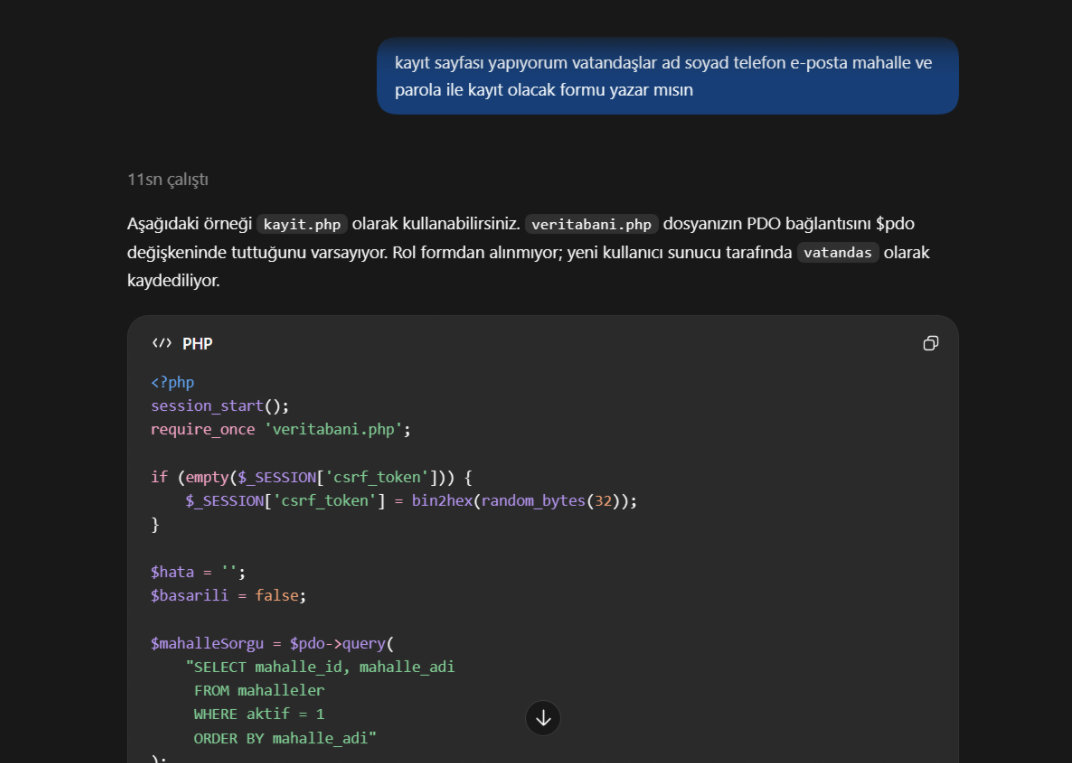 kayıt sayfası yapıyorum vatandaşlar ad soyad telefon e-posta mahalle ve
parola ile kayıt olacak formu yazar mısın
11sn çalıştı
Aşağıdaki örneği kayit.php olarak kullanabilirsiniz. veritabani.php dosyanızın PDO bağlantısını $pdo
değişkeninde tuttuğunu varsayıyor. Rol formdan alınmıyor; yeni kullanıcı sunucu tarafında vatandas olarak
kaydediliyor.
</> PHP
<?php
session_start();
require_once 'veritabani.php';
if (empty($_SESSION['csrf_token'])) {
    $_SESSION['csrf_token'] = bin2hex(random_bytes(32));
}
$hata = '';
$basarili = false;
$mahalleSorgu = $pdo->query(
    "SELECT mahalle_id, mahalle_adi
     FROM mahalleler
     WHERE aktif = 1
     ORDER BY mahalle_adi"
);